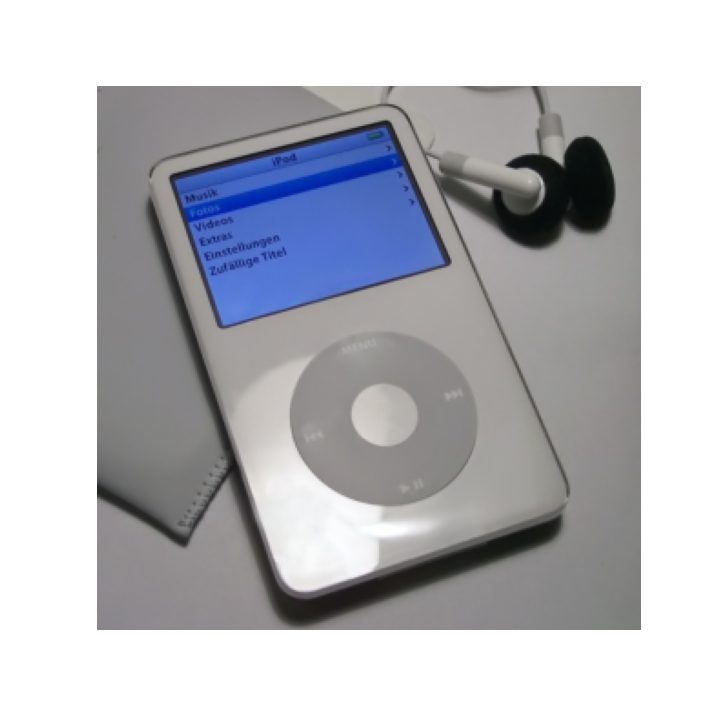 iPod
Musik
Fotos
Videos
Extras
Einstellungen
Zufällige Titel
MENU